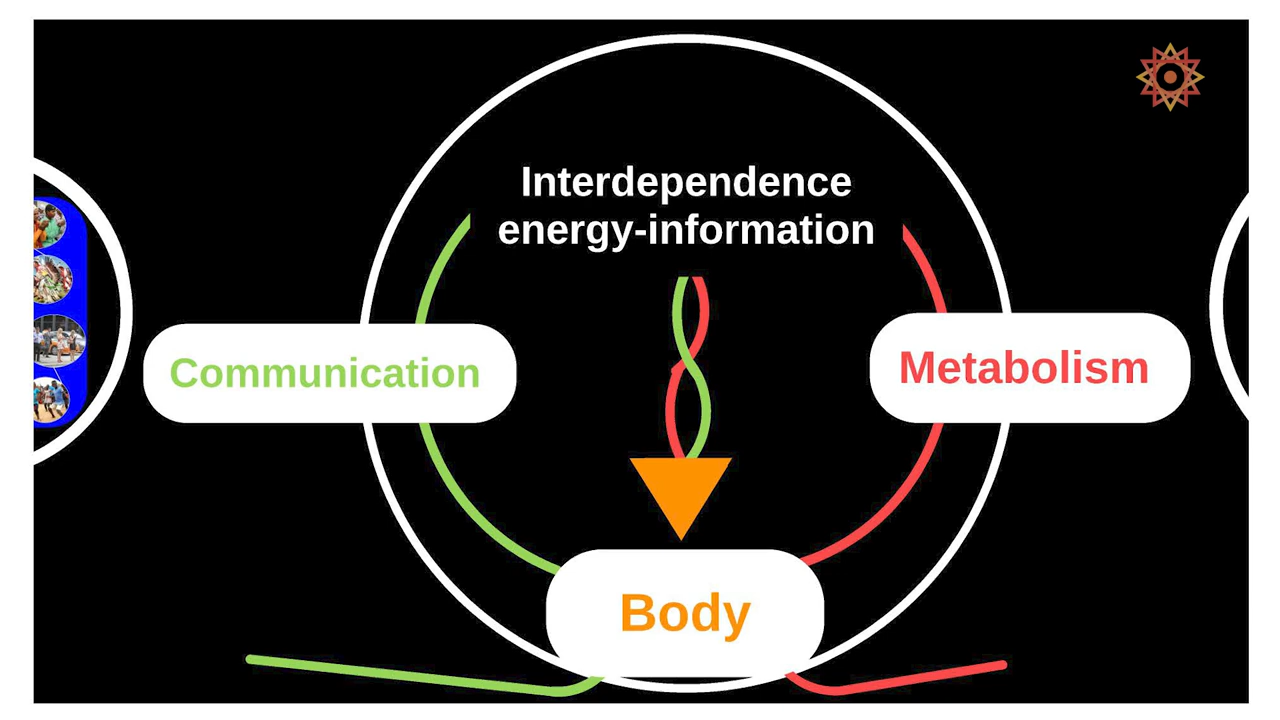 Interdependence
energy-information
Communication
Metabolism
Body